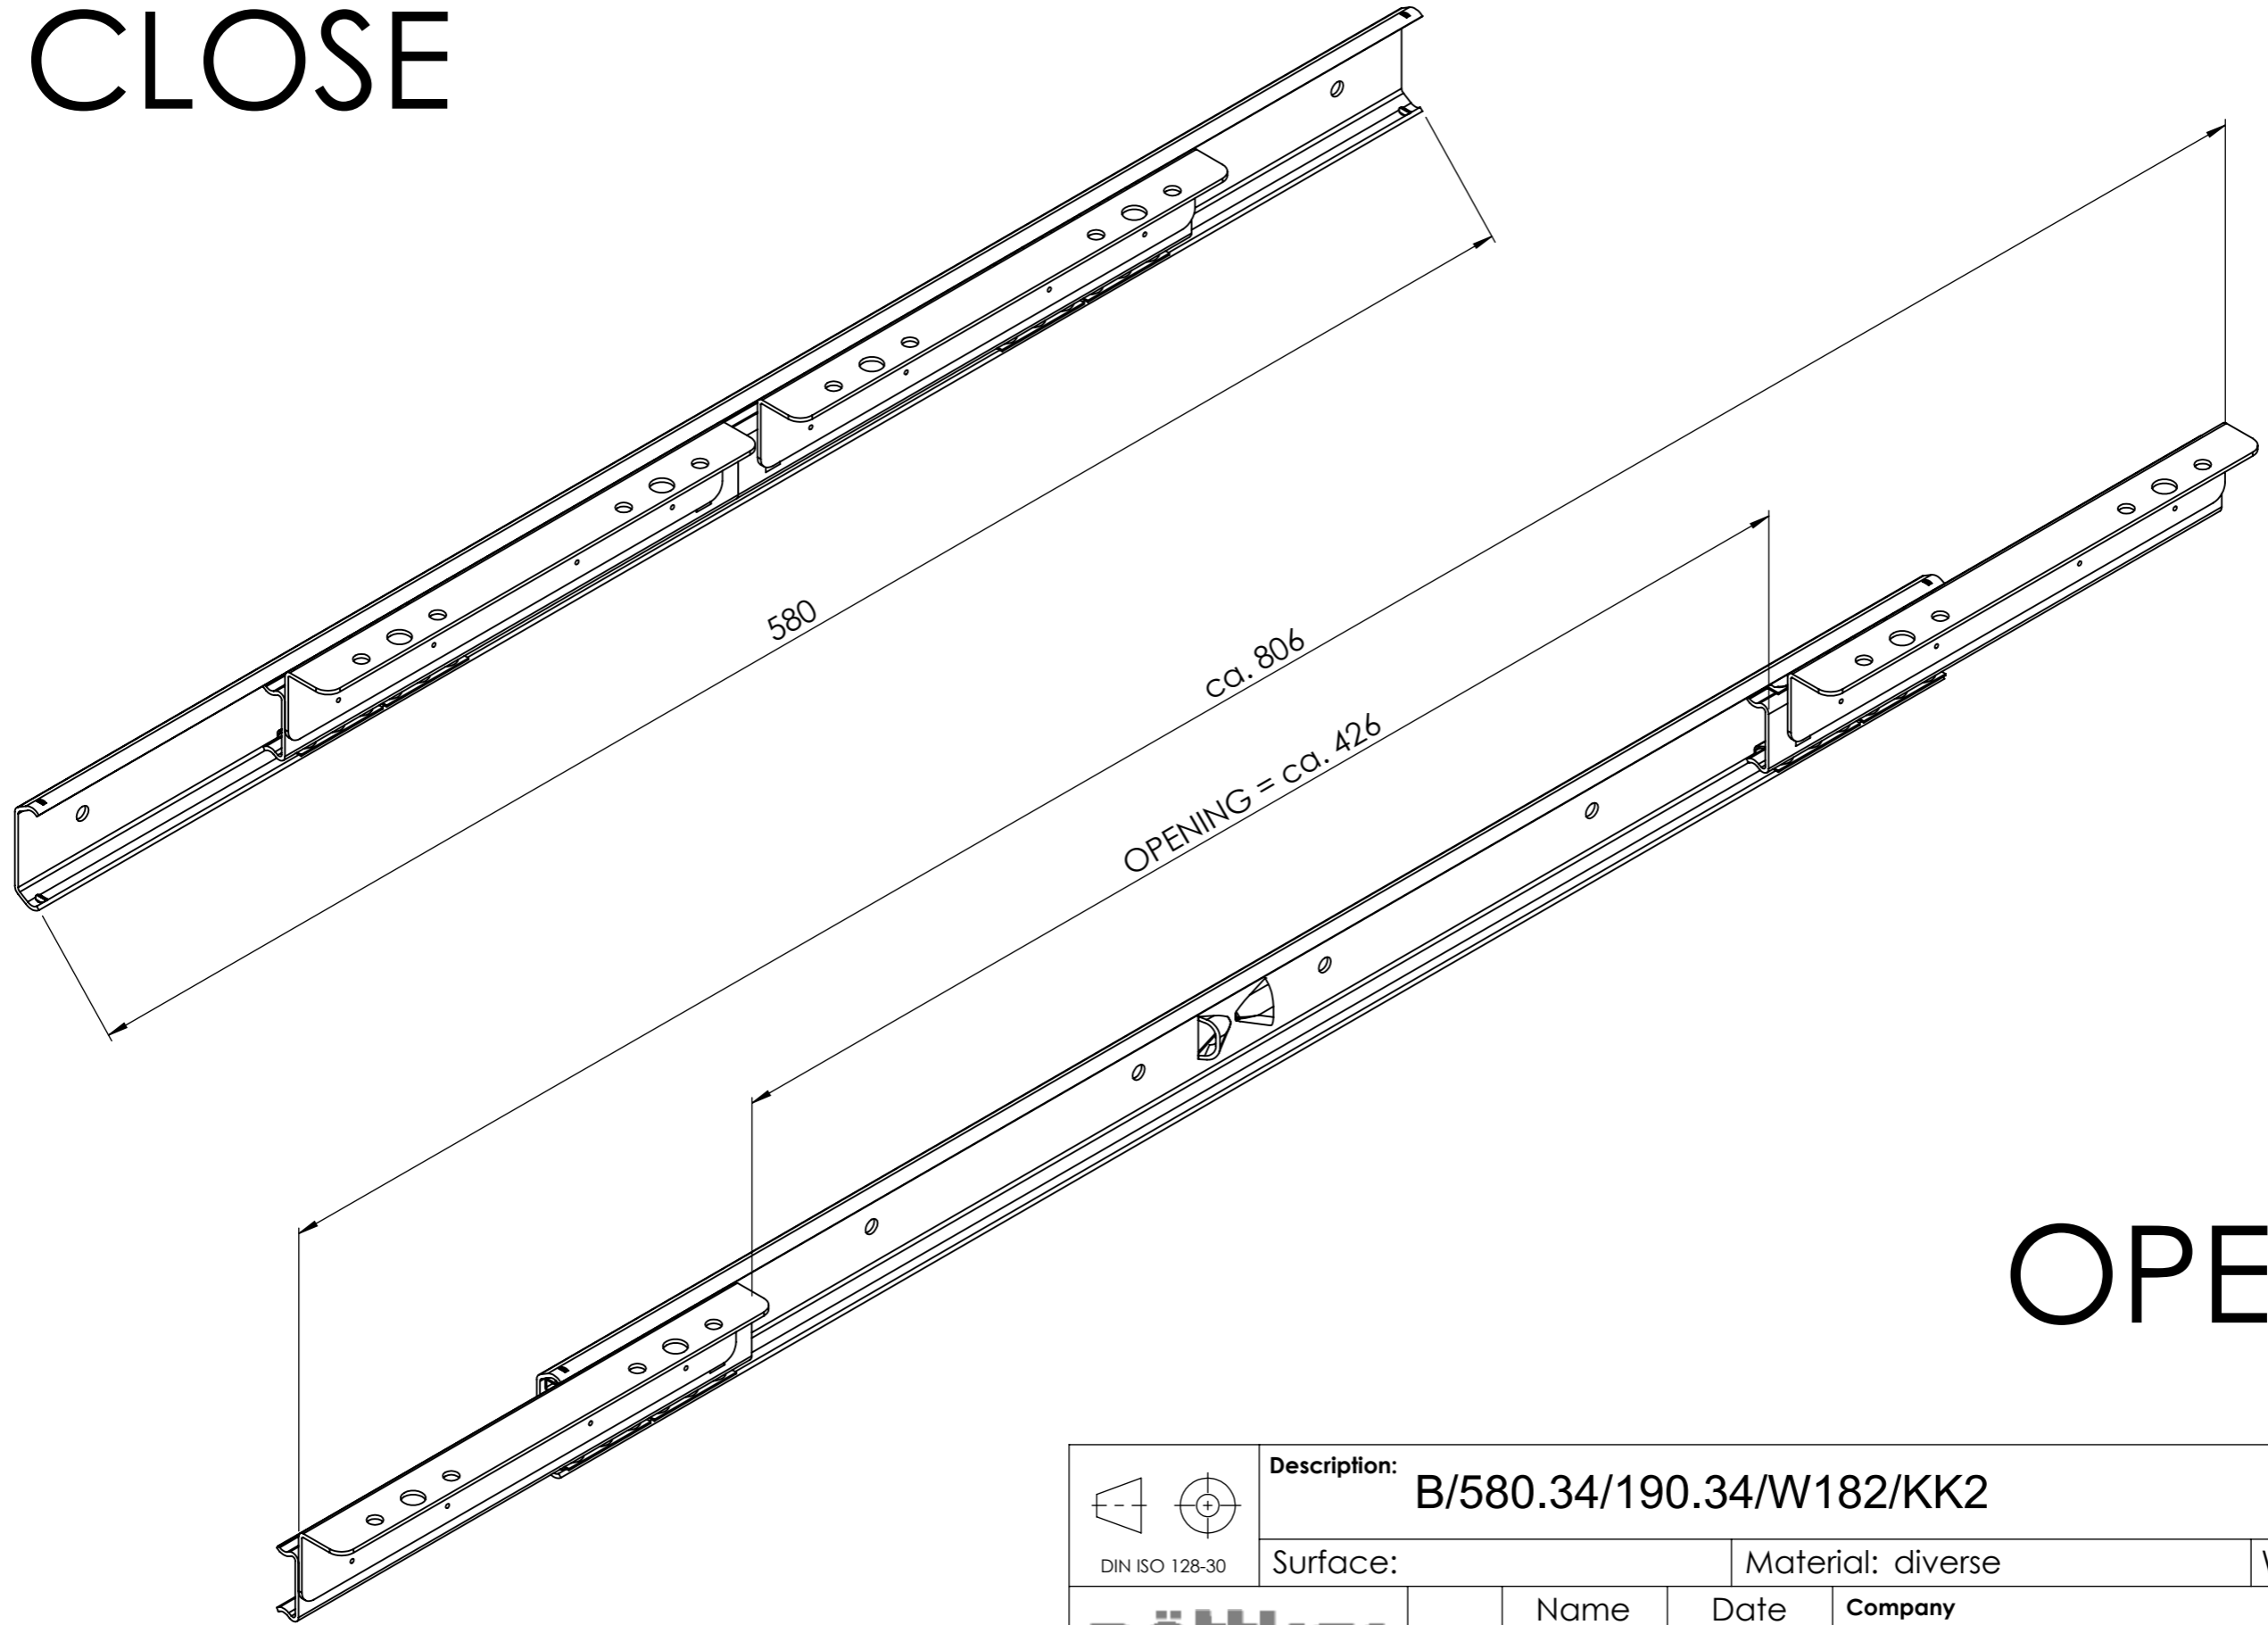 CLOSE
580
ca. 806
OPENING = ca. 426
OPE
Description:
B/580.34/190.34/W182/KK2
DIN ISO 128-30
Surface:
Material: diverse
Name
Date
Company